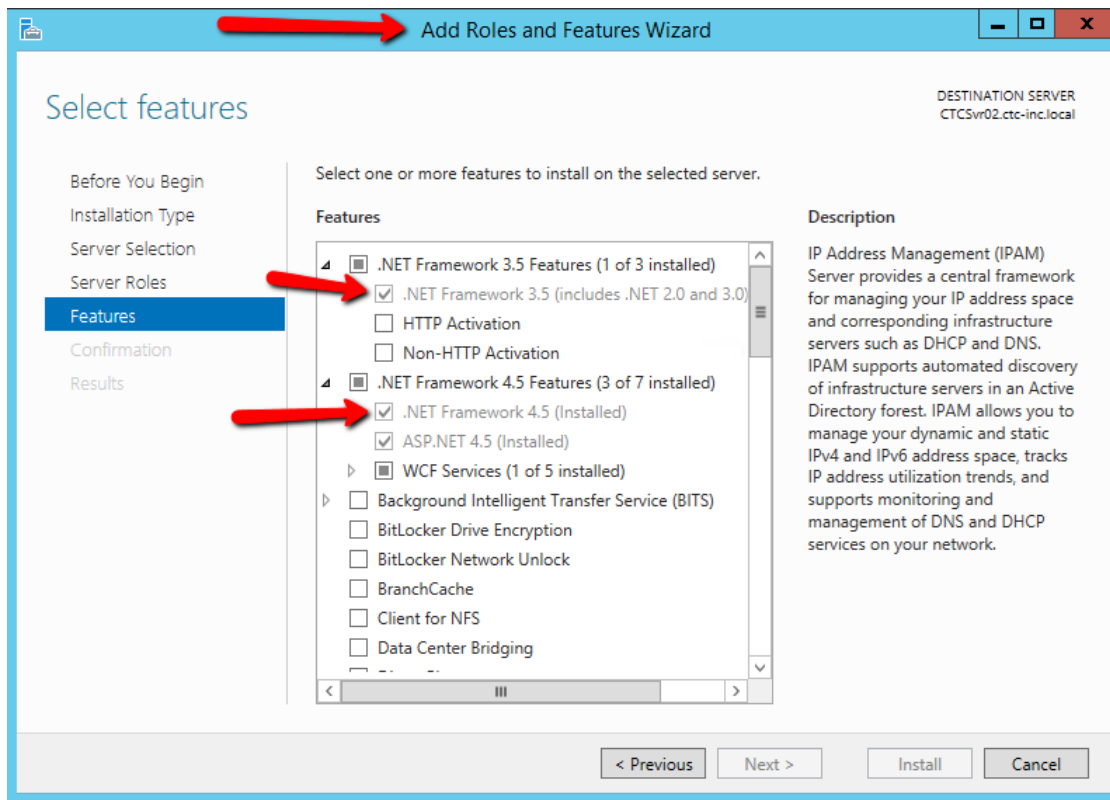 Add Roles and Features Wizard
Select features
DESTINATION SERVER
CTCSvr02.ctc-inc.local
Before You Begin
Installation Type
Server Selection
Server Roles
Features
Confirmation
Results
Select one or more features to install on the selected server.
Features
.NET Framework 3.5 Features (1 of 3 installed)
.NET Framework 3.5 (includes .NET 2.0 and 3.0)
HTTP Activation
Non-HTTP Activation
.NET Framework 4.5 Features (3 of 7 installed)
.NET Framework 4.5 (Installed)
ASP.NET 4.5 (Installed)
WCF Services (1 of 5 installed)
Background Intelligent Transfer Service (BITS)
BitLocker Drive Encryption
BitLocker Network Unlock
BranchCache
Client for NFS
Data Center Bridging
Description
IP Address Management (IPAM)
Server provides a central framework
for managing your IP address space
and corresponding infrastructure
servers such as DHCP and DNS.
IPAM supports automated discovery
of infrastructure servers in an Active
Directory forest. IPAM allows you to
manage your dynamic and static
IPv4 and IPv6 address space, tracks
IP address utilization trends, and
supports monitoring and
management of DNS and DHCP
services on your network.
< Previous
Next >
Install
Cancel